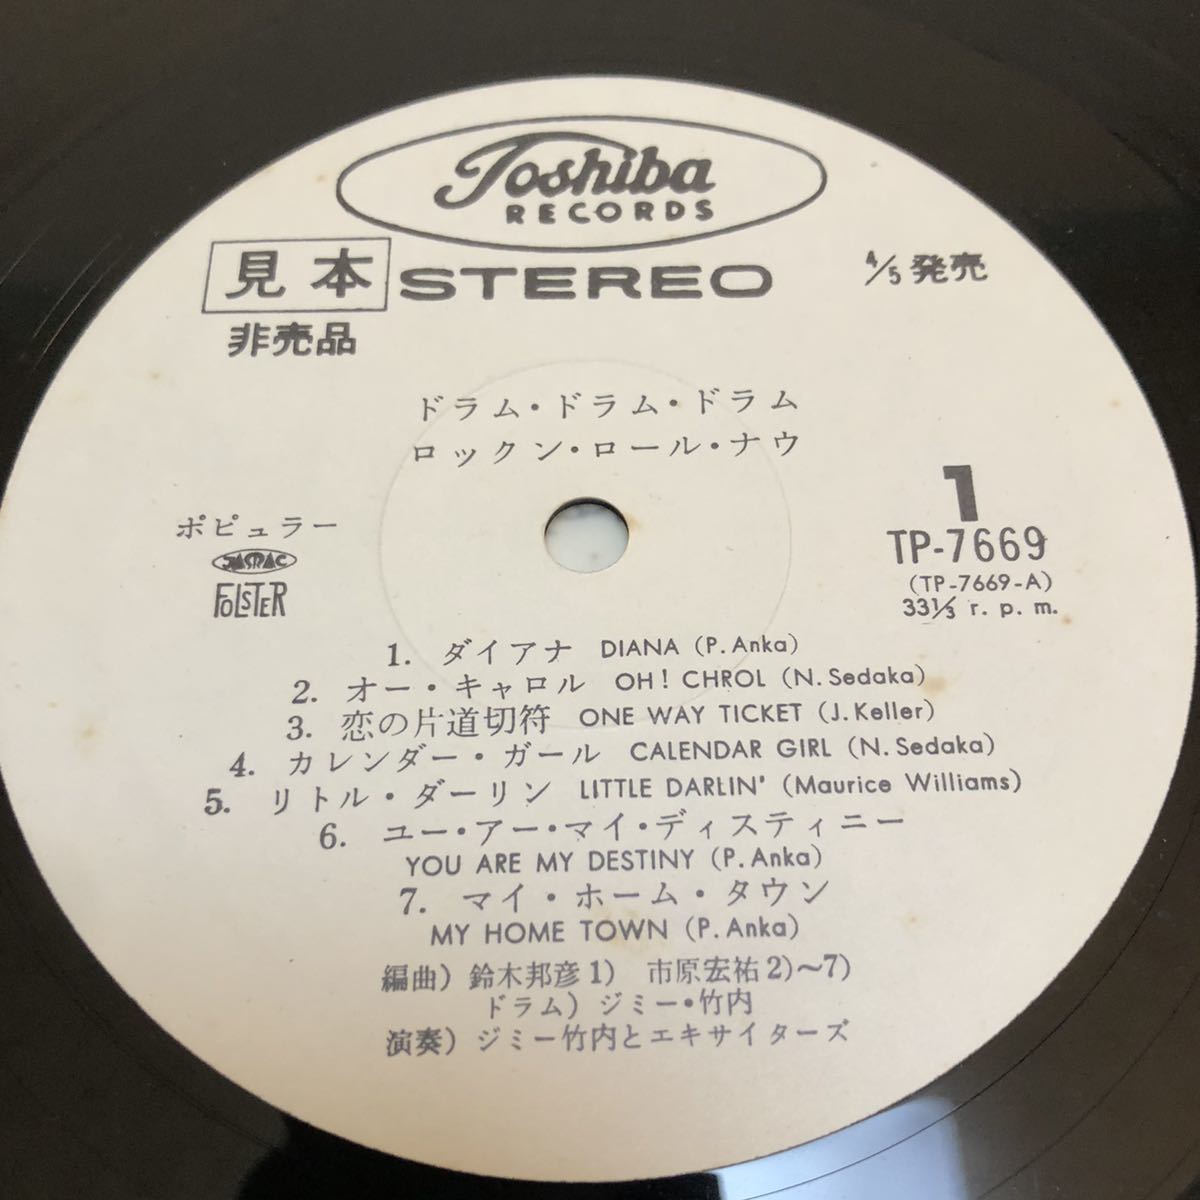 Toshiba
RECORDS
見本 STEREO 4/5発売
非売品
ドラム・ドラム・ドラム
ロックン・ロール・ナウ
1
ポピュラー
TP-7669
JASRAC
(TP-7669-A)
FOLSTER
33⅓ r.p.m.
1. ダイアナ DIANA (P.Anka)
2. オー・キャロル OH! CHROL (N.Sedaka)
3. 恋の片道切符 ONE WAY TICKET (J.Keller)
4. カレンダー・ガール CALENDAR GIRL (N.Sedaka)
5. リトル・ダーリン LITTLE DARLIN' (Maurice Williams)
6. ユー・アー・マイ・ディスティニー
YOU ARE MY DESTINY (P.Anka)
7. マイ・ホーム・タウン
MY HOME TOWN (P.Anka)
編曲) 鈴木邦彦1) 市原宏祐2)〜7)
ドラム) ジミー・竹内
演奏) ジミー竹内とエキサイターズ